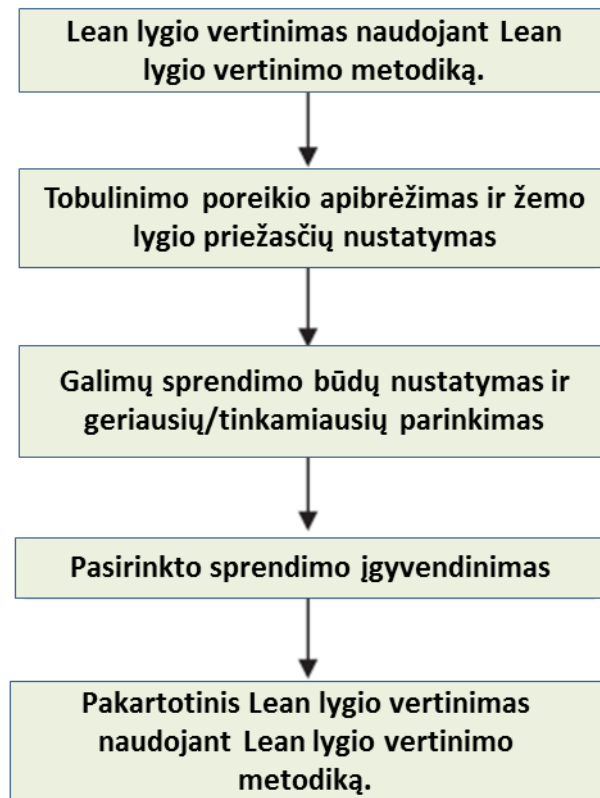 Lean lygio vertinimas naudojant Lean
lygio vertinimo metodiką.
Tobulinimo poreikio apibrėžimas ir žemo
lygio priežasčių nustatymas
Galimų sprendimo būdų nustatymas ir
geriausių/tinkamiausių parinkimas
Pasirinkto sprendimo įgyvendinimas
Pakartotinis Lean lygio vertinimas
naudojant Lean lygio vertinimo
metodiką.